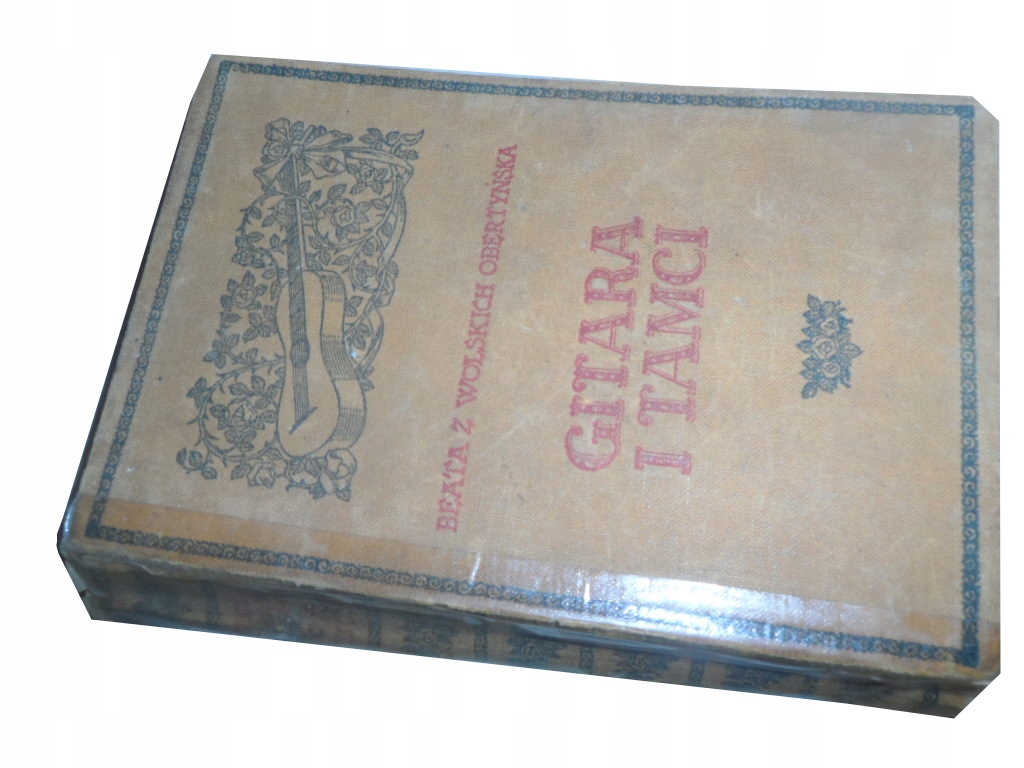 BEATA Z WOLSKICH OBERTYŃSKA
GITARA
I TAMCI